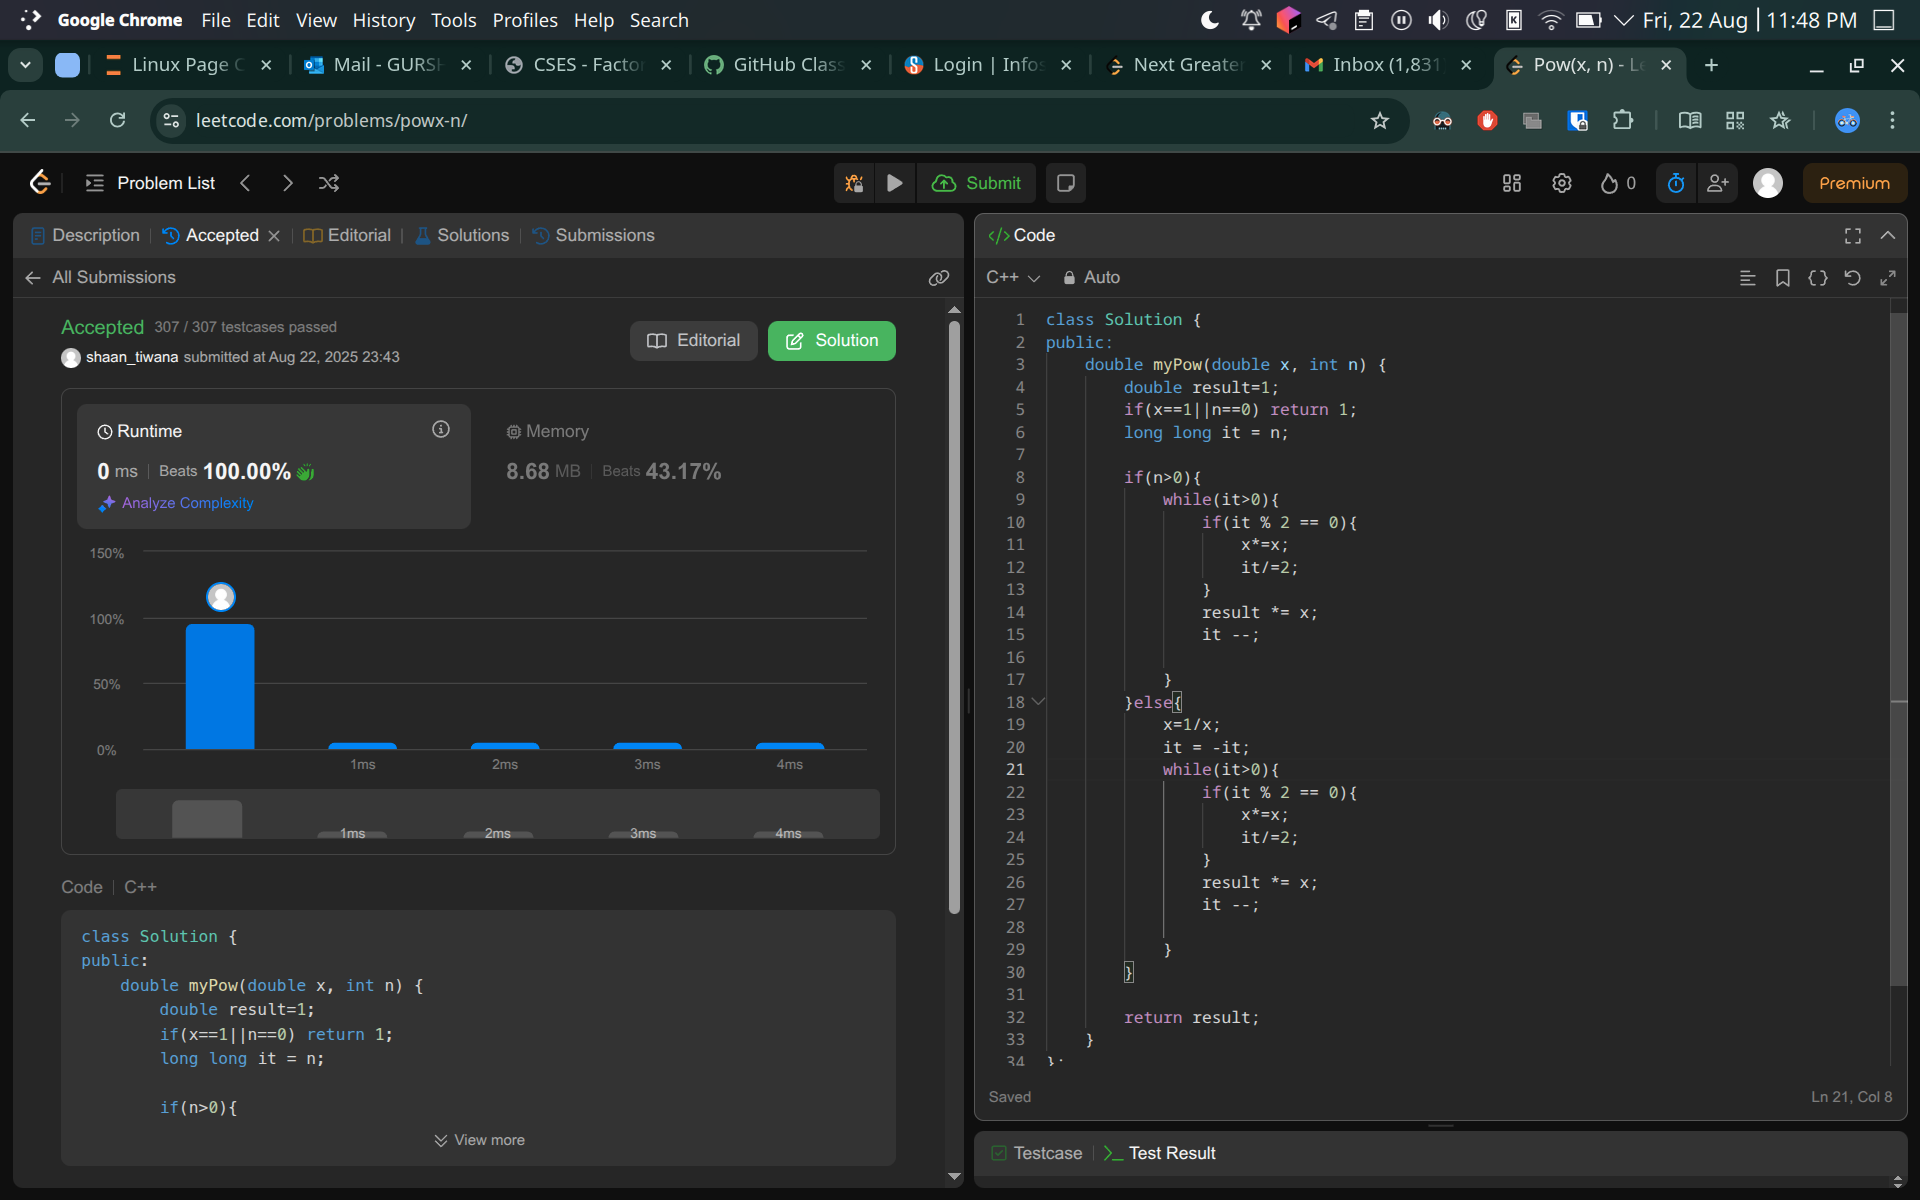 Google Chrome File Edit View History Tools Profiles Help Search
Fri, 22 Aug 11:48 PM
Linux Page C
Mail - GURSH
CSES - Factor
GitHub Class
Login | Infos
Next Greater
Inbox (1,831
Pow(x, n) - Le
leetcode.com/problems/powx-n/
Problem List
Submit
0
Premium
Description
Accepted
Editorial
Solutions
Submissions
All Submissions
Accepted 307 / 307 testcases passed
shaan_tiwana submitted at Aug 22, 2025 23:43
Editorial
Solution
Runtime
0 ms Beats 100.00%
Analyze Complexity
Memory
8.68 MB Beats 43.17%
150%
100%
50%
0%
1ms 2ms 3ms 4ms
1ms 2ms 3ms 4ms
Code C++
class Solution {
public:
double myPow(double x, int n) {
double result=1;
if(x==1||n==0) return 1;
long long it = n;
if(n>0){
View more
Code
C++ Auto
1 class Solution {
2 public:
3 double myPow(double x, int n) {
4 double result=1;
5 if(x==1||n==0) return 1;
6 long long it = n;
7
8 if(n>0){
9 while(it>0){
10 if(it % 2 == 0){
11 x*=x;
12 it/=2;
13 }
14 result *= x;
15 it --;
16
17 }
18 }else{
19 x=1/x;
20 it = -it;
21 while(it>0){
22 if(it % 2 == 0){
23 x*=x;
24 it/=2;
25 }
26 result *= x;
27 it --;
28
29 }
30 }
31
32 return result;
33 }
34 };
Saved
Ln 21, Col 8
Testcase
Test Result